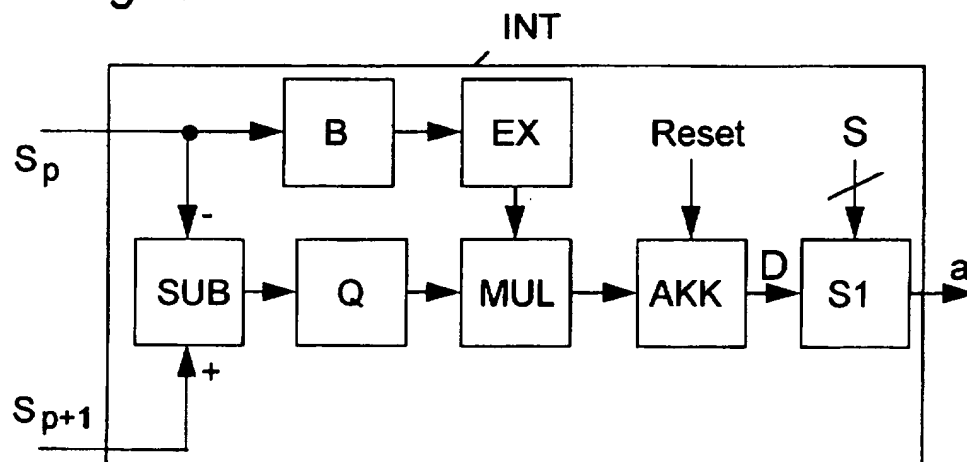 INT
B
EX
Reset
S
Sp
-
SUB
Q
MUL
AKK
D
S1
a
+
Sp+1